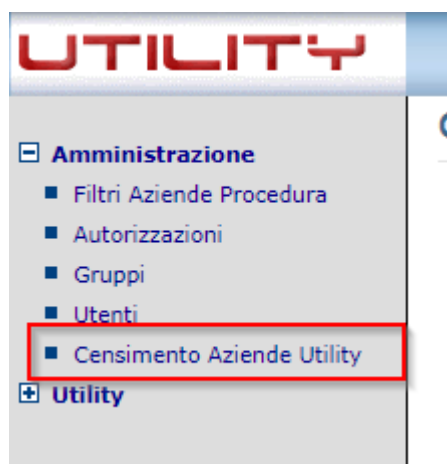 UTILITY
Amministrazione
Filtri Aziende Procedura
Autorizzazioni
Gruppi
Utenti
Censimento Aziende Utility
Utility